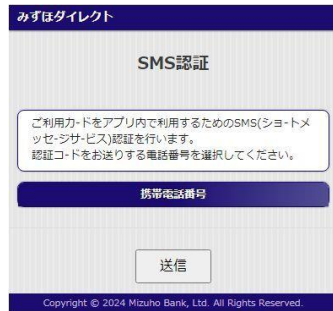 みずほダイレクト
SMS認証
ご利用カ-ドをアプリ内で利用するためのSMS(ショ-トメ
ッセ-ジサ-ビス)認証を行います。
認証コ-ドをお送りする電話番号を選択してください。
携帯電話番号
送信
Copyright © 2024 Mizuho Bank, Ltd. All Rights Reserved.